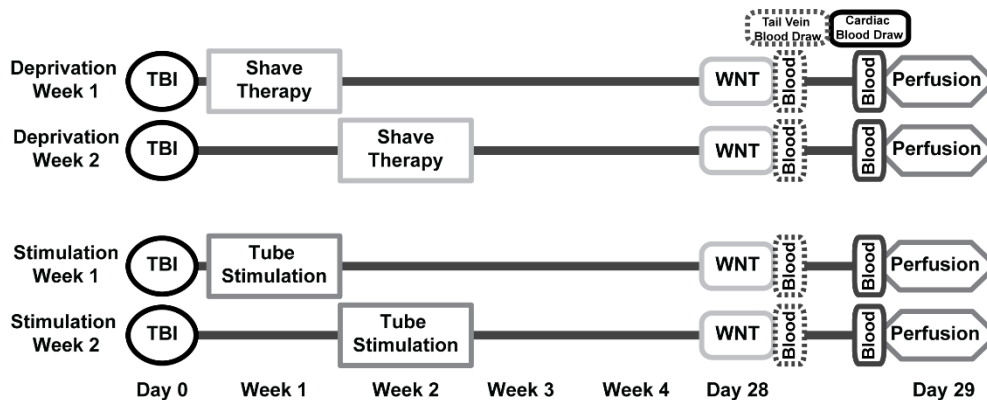 Tail Vein
Blood Draw
Cardiac
Blood Draw
Deprivation
Week 1
TBI
Shave
Therapy
WNT
Blood
Blood
Perfusion
Deprivation
Week 2
TBI
Shave
Therapy
WNT
Blood
Blood
Perfusion
Stimulation
Week 1
TBI
Tube
Stimulation
WNT
Blood
Blood
Perfusion
Stimulation
Week 2
TBI
Tube
Stimulation
WNT
Blood
Blood
Perfusion
Day 0 Week 1 Week 2 Week 3 Week 4 Day 28 Day 29